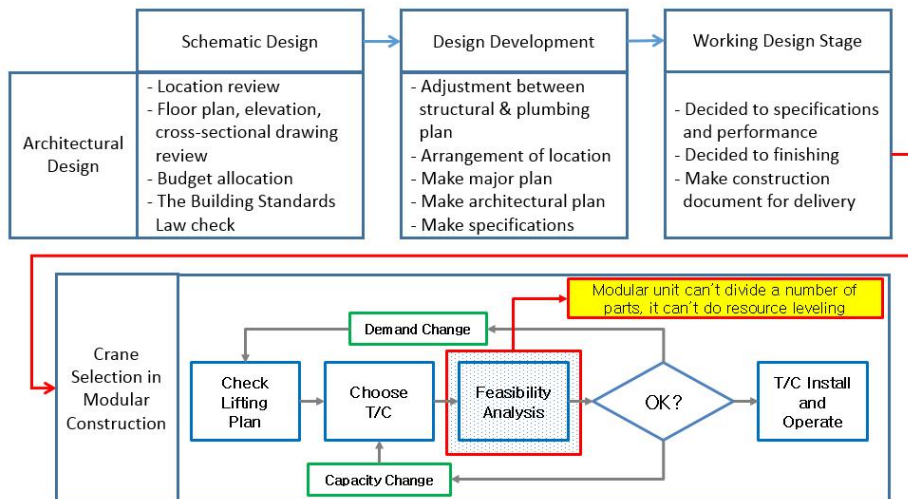 Schematic Design
Design Development
Working Design Stage
Architectural
Design
- Location review
- Floor plan, elevation,
cross-sectional drawing
review
- Budget allocation
- The Building Standards
Law check
- Adjustment between
structural & plumbing
plan
- Arrangement of location
- Make major plan
- Make architectural plan
- Make specifications
- Decided to specifications
and performance
- Decided to finishing
- Make construction
document for delivery
Modular unit can't divide a number of
parts, it can't do resource leveling
Crane
Selection in
Modular
Construction
Demand Change
Check
Lifting
Plan
Choose
T/C
Feasibility
Analysis
OK?
T/C Install
and
Operate
Capacity Change